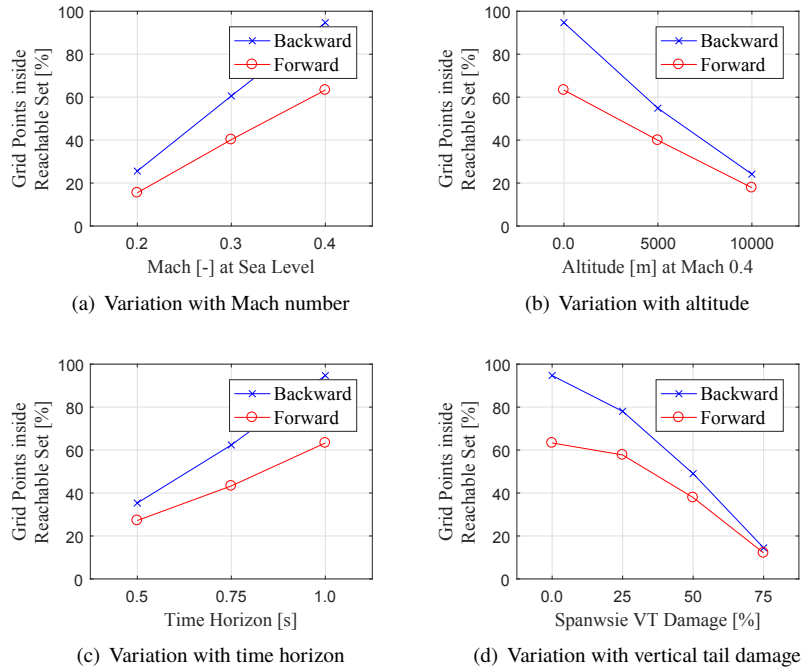 Grid Points inside
Reachable Set [%]
100
80
60
40
20
0
Backward
Forward
0.2
0.3
0.4
Mach [-] at Sea Level
(a) Variation with Mach number
Grid Points inside
Reachable Set [%]
100
80
60
40
20
0
Backward
Forward
0.0
5000
10000
Altitude [m] at Mach 0.4
(b) Variation with altitude
Grid Points inside
Reachable Set [%]
100
80
60
40
20
0
Backward
Forward
0.5
0.75
1.0
Time Horizon [s]
(c) Variation with time horizon
Grid Points inside
Reachable Set [%]
100
80
60
40
20
0
Backward
Forward
0.0
25
50
75
Spanwsie VT Damage [%]
(d) Variation with vertical tail damage